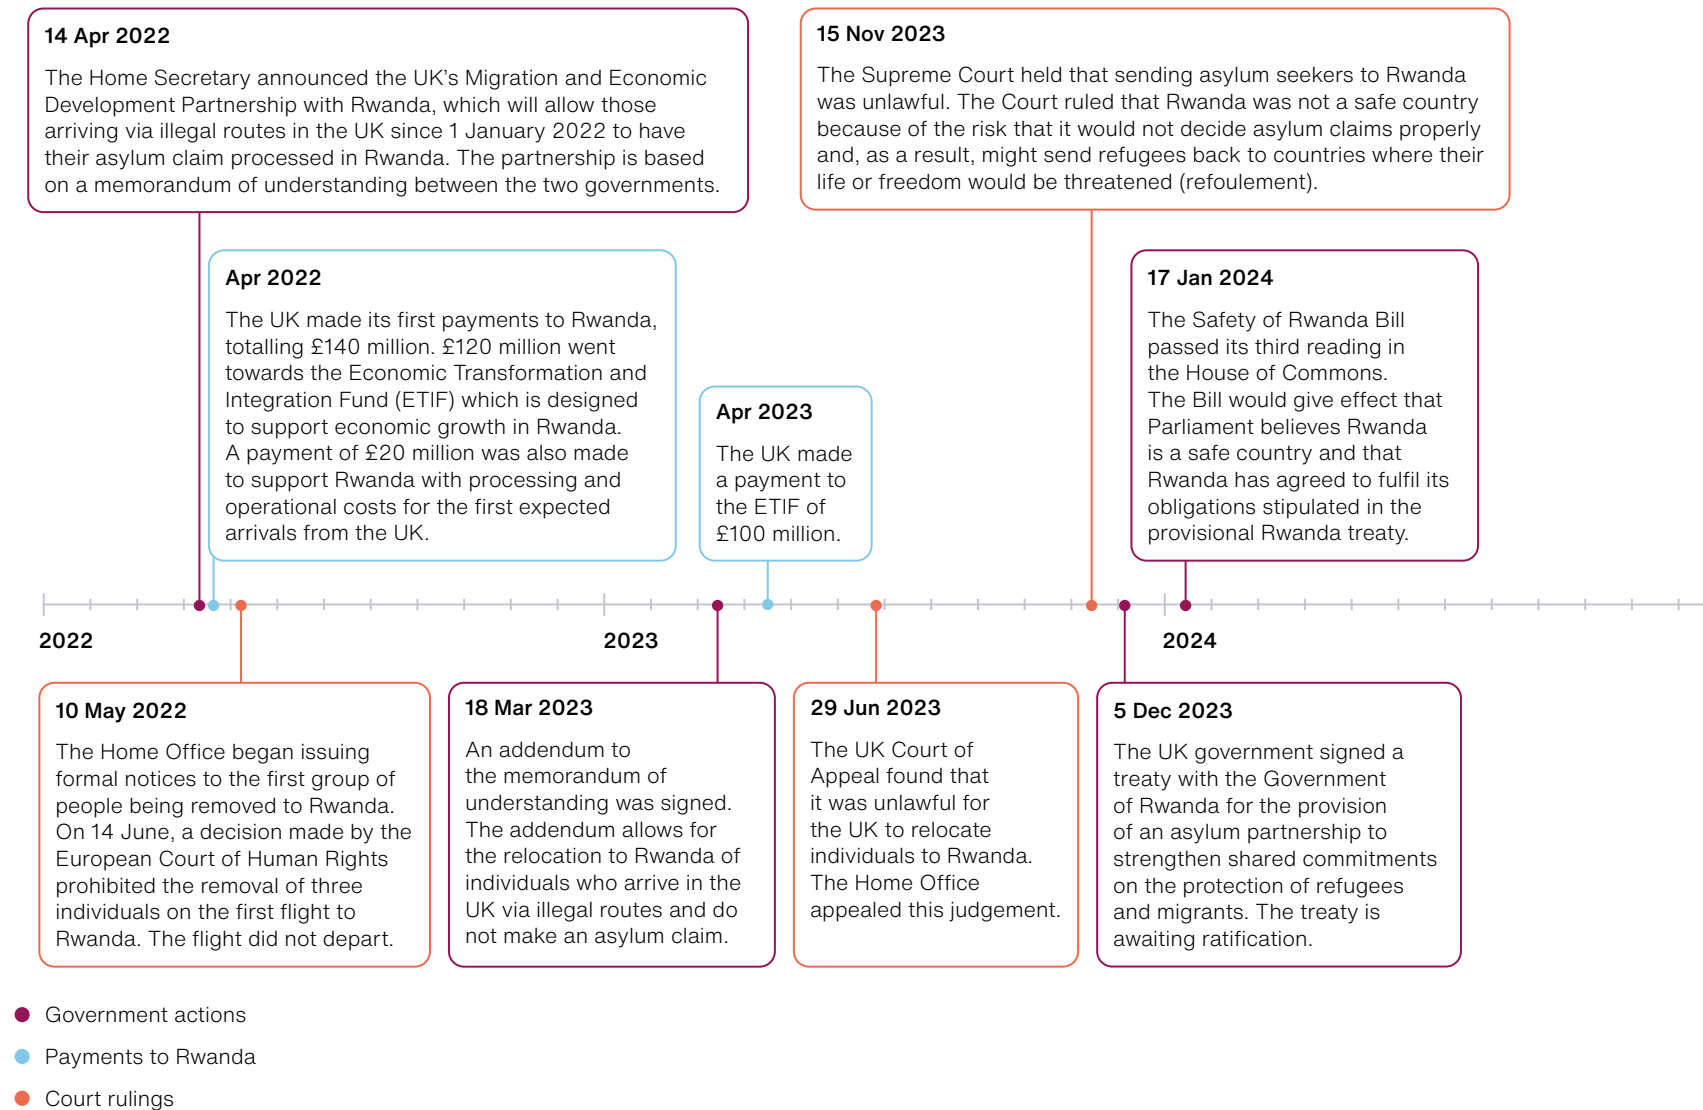 14 Apr 2022
The Home Secretary announced the UK's Migration and Economic
Development Partnership with Rwanda, which will allow those
arriving via illegal routes in the UK since 1 January 2022 to have
their asylum claim processed in Rwanda. The partnership is based
on a memorandum of understanding between the two governments.
15 Nov 2023
The Supreme Court held that sending asylum seekers to Rwanda
was unlawful. The Court ruled that Rwanda was not a safe country
because of the risk that it would not decide asylum claims properly
and, as a result, might send refugees back to countries where their
life or freedom would be threatened (refoulement).
Apr 2022
The UK made its first payments to Rwanda,
totalling £140 million. £120 million went
towards the Economic Transformation and
Integration Fund (ETIF) which is designed
to support economic growth in Rwanda.
A payment of £20 million was also made
to support Rwanda with processing and
operational costs for the first expected
arrivals from the UK.
Apr 2023
The UK made
a payment to
the ETIF of
£100 million.
17 Jan 2024
The Safety of Rwanda Bill
passed its third reading in
the House of Commons.
The Bill would give effect that
Parliament believes Rwanda
is a safe country and that
Rwanda has agreed to fulfil its
obligations stipulated in the
provisional Rwanda treaty.
2022
2023
2024
10 May 2022
The Home Office began issuing
formal notices to the first group of
people being removed to Rwanda.
On 14 June, a decision made by the
European Court of Human Rights
prohibited the removal of three
individuals on the first flight to
Rwanda. The flight did not depart.
18 Mar 2023
An addendum to
the memorandum of
understanding was signed.
The addendum allows for
the relocation to Rwanda of
individuals who arrive in the
UK via illegal routes and do
not make an asylum claim.
29 Jun 2023
The UK Court of
Appeal found that
it was unlawful for
the UK to relocate
individuals to Rwanda.
The Home Office
appealed this judgement.
5 Dec 2023
The UK government signed a
treaty with the Government
of Rwanda for the provision
of an asylum partnership to
strengthen shared commitments
on the protection of refugees
and migrants. The treaty is
awaiting ratification.
Government actions
Payments to Rwanda
Court rulings